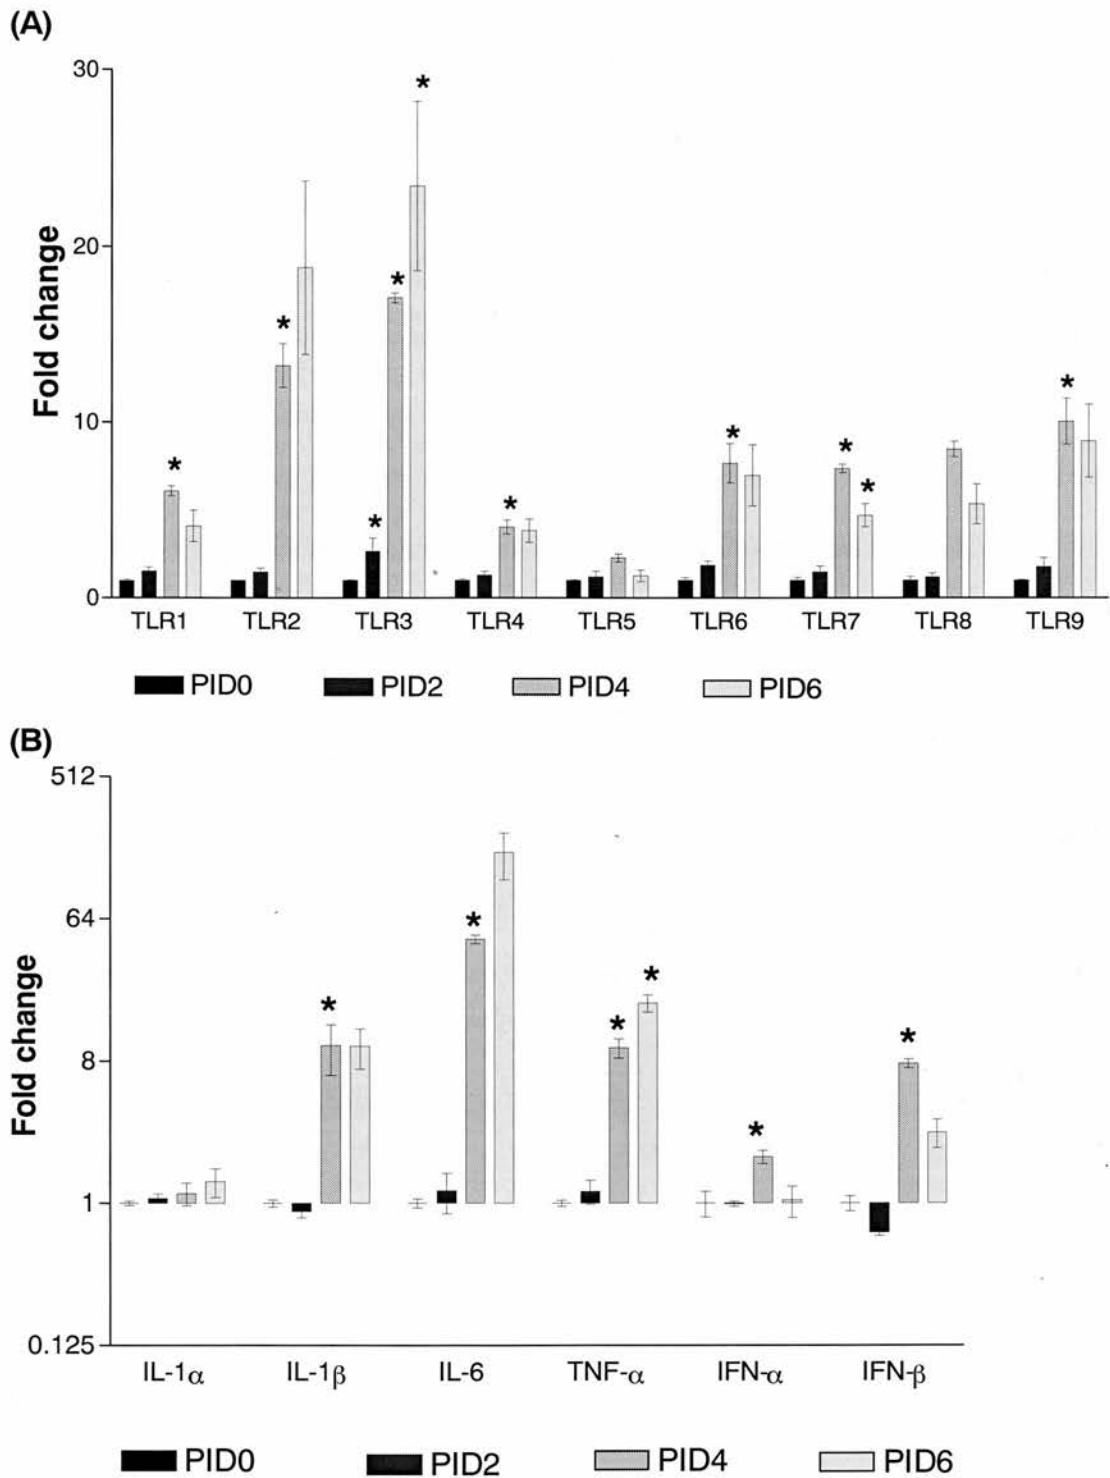 (A)
30
20
10
0
Fold change
* * * * * * * * * *
TLR1 TLR2 TLR3 TLR4 TLR5 TLR6 TLR7 TLR8 TLR9
PID0 PID2 PID4 PID6
(B)
512
64
8
1
0.125
Fold change
* * * * * *
IL-1α IL-1β IL-6 TNF-α IFN-α IFN-β
PID0 PID2 PID4 PID6